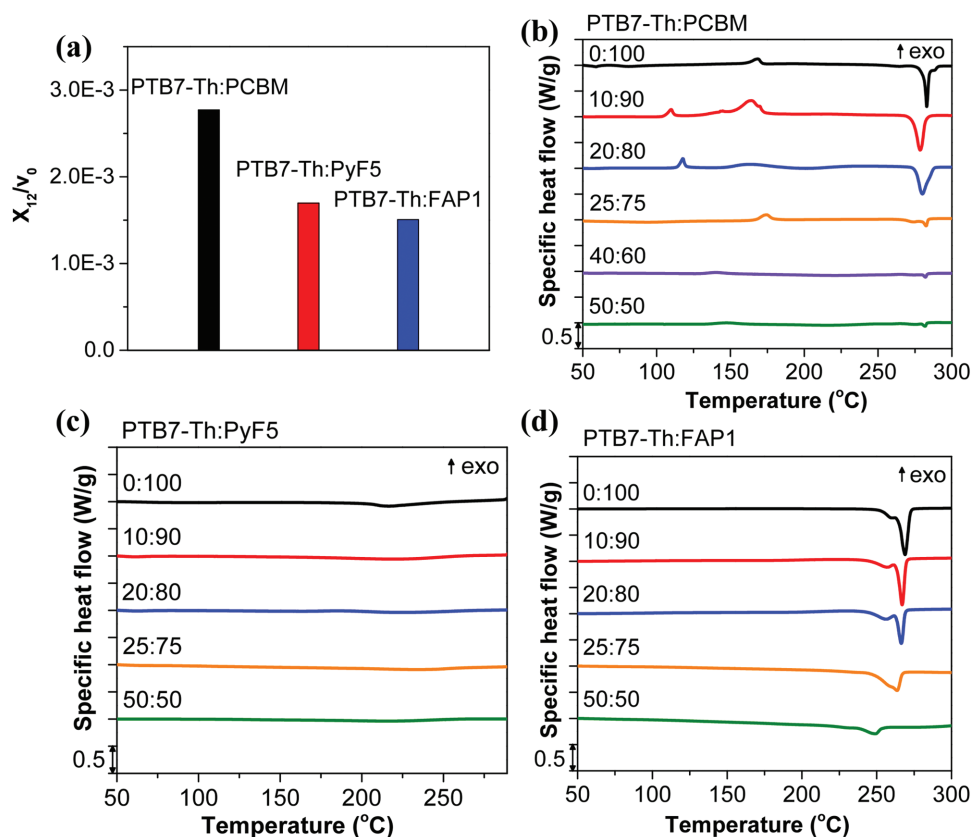 (a)
PTB7-Th:PCBM
PTB7-Th:PyF5
PTB7-Th:FAP1
3.0E-3
2.0E-3
1.0E-3
0.0
X12/v0
(b)
PTB7-Th:PCBM
↑ exo
0:100
10:90
20:80
25:75
40:60
50:50
0.5
Specific heat flow (W/g)
50 100 150 200 250 300
Temperature (°C)
(c)
PTB7-Th:PyF5
↑ exo
0:100
10:90
20:80
25:75
50:50
0.5
Specific heat flow (W/g)
50 100 150 200 250
Temperature (°C)
(d)
PTB7-Th:FAP1
↑ exo
0:100
10:90
20:80
25:75
50:50
0.5
Specific heat flow (W/g)
50 100 150 200 250 300
Temperature (°C)